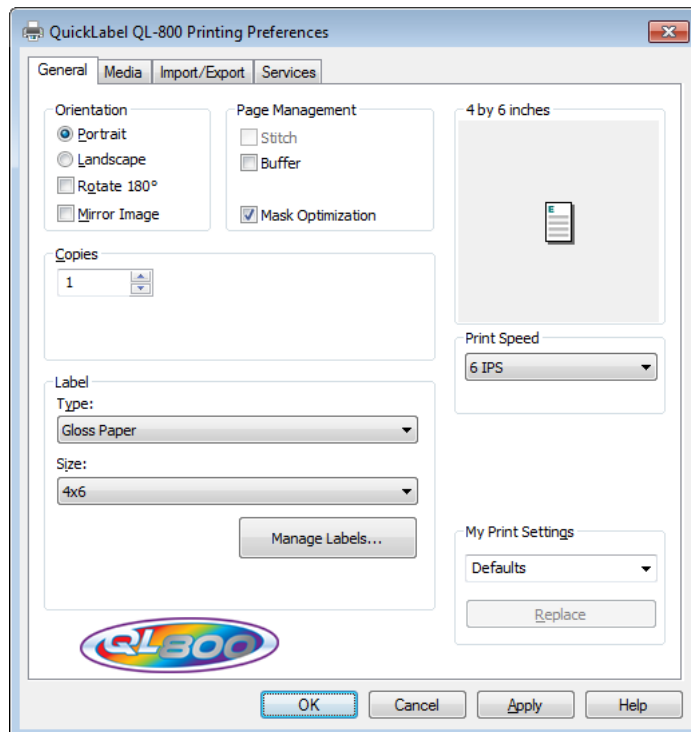 QuickLabel QL-800 Printing Preferences
General
Media
Import/Export
Services
Orientation
Portrait
Landscape
Rotate 180°
Mirror Image
Page Management
Stitch
Buffer
Mask Optimization
4 by 6 inches
E
Copies
1
Print Speed
6 IPS
Label
Type:
Gloss Paper
Size:
4x6
Manage Labels...
My Print Settings
Defaults
Replace
QL800
OK
Cancel
Apply
Help